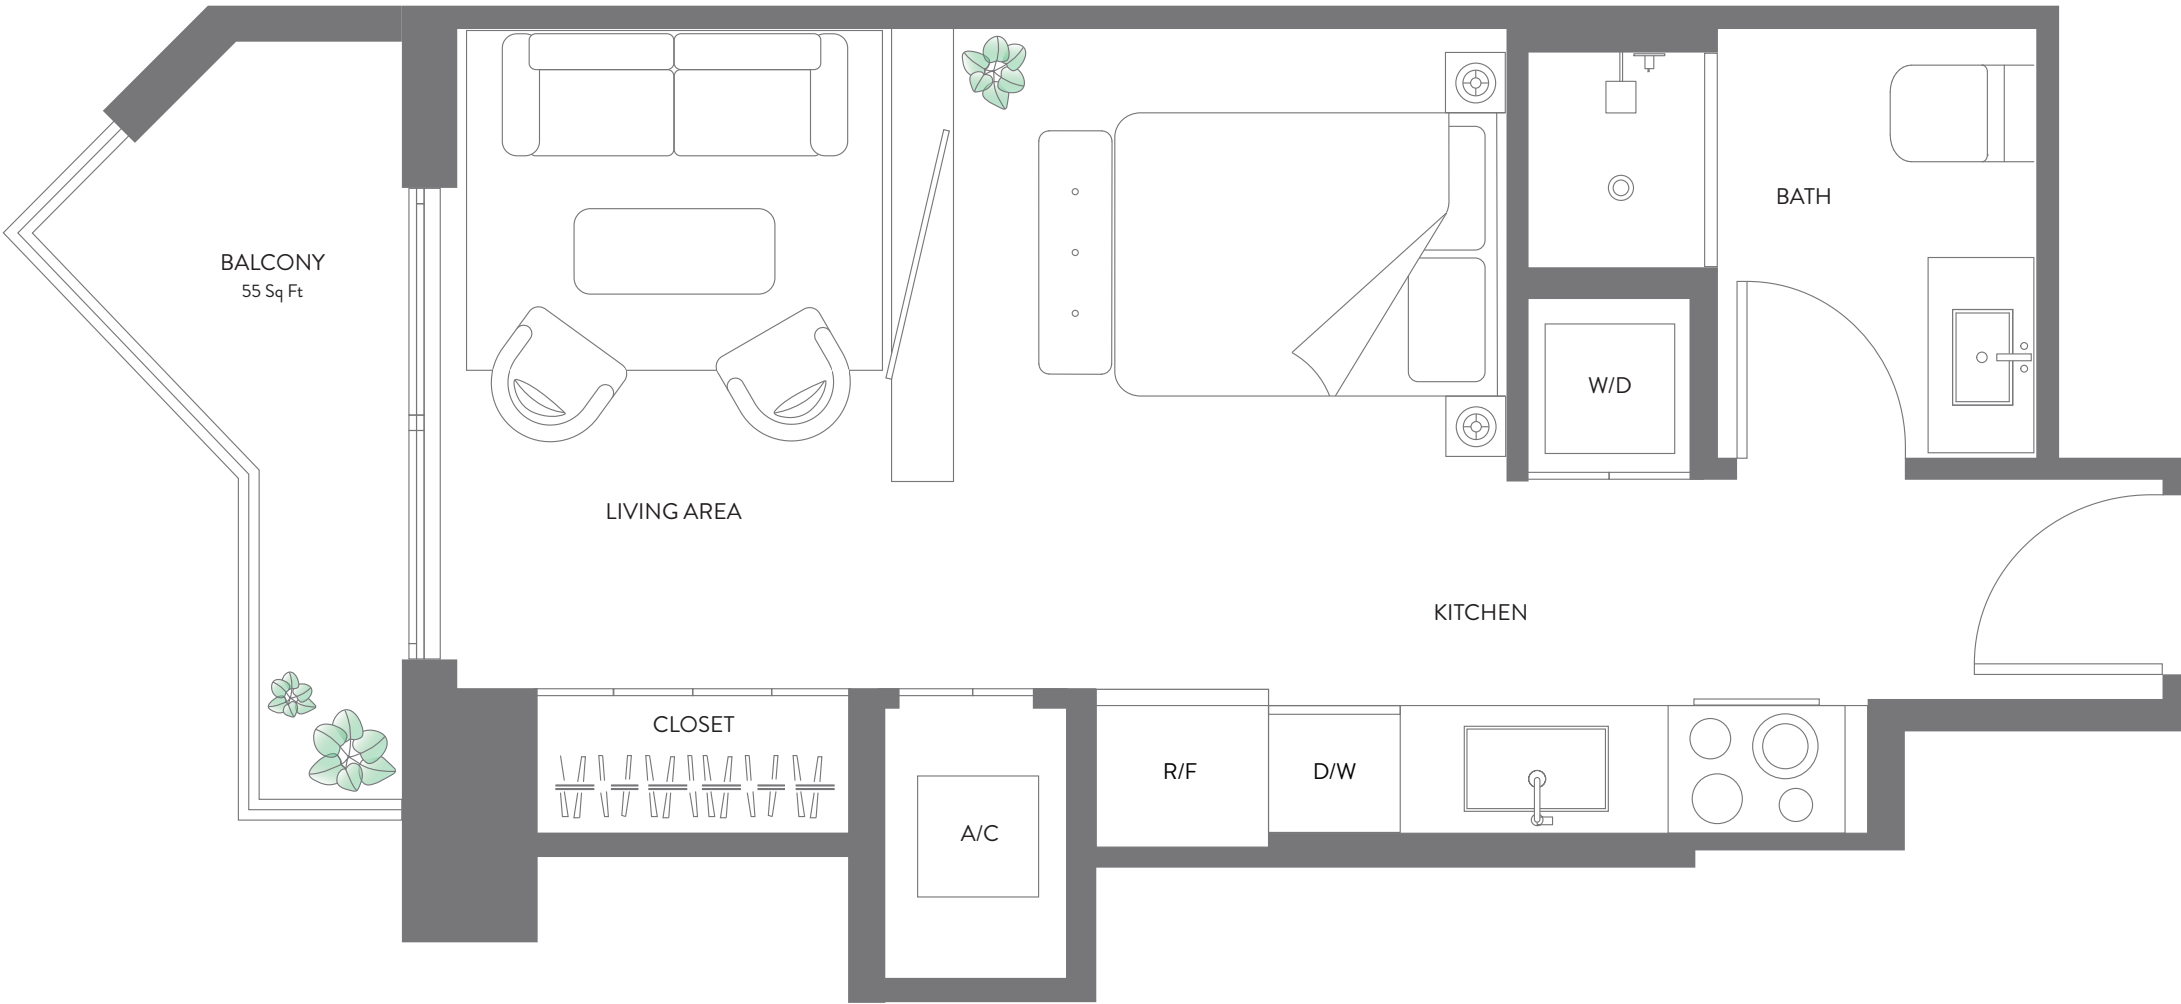 BALCONY
55 Sq Ft
BATH
W/D
LIVING AREA
KITCHEN
CLOSET
R/F
D/W
A/C